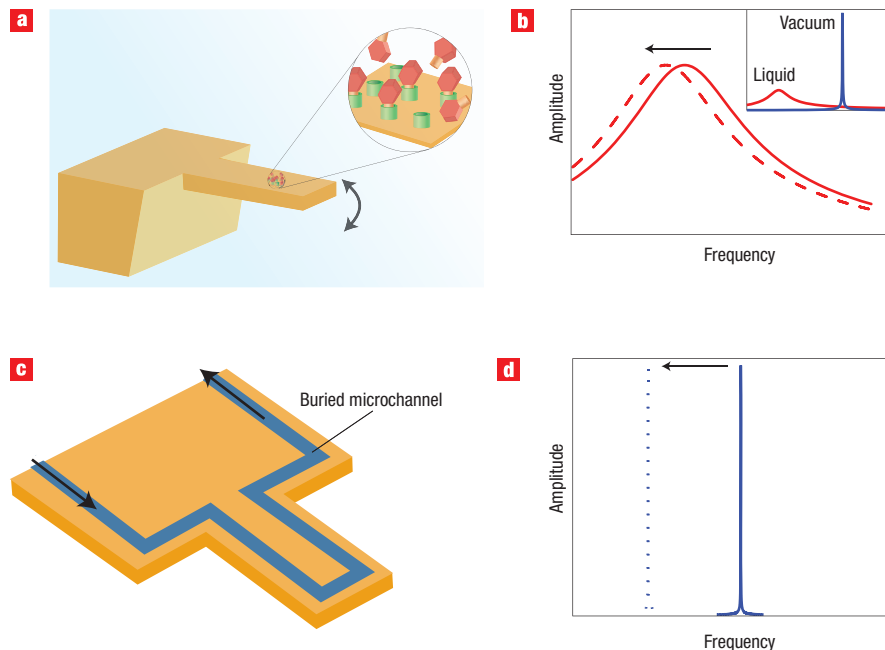 a
b
Vacuum
Liquid
Amplitude
Frequency
c
Buried microchannel
d
Amplitude
Frequency